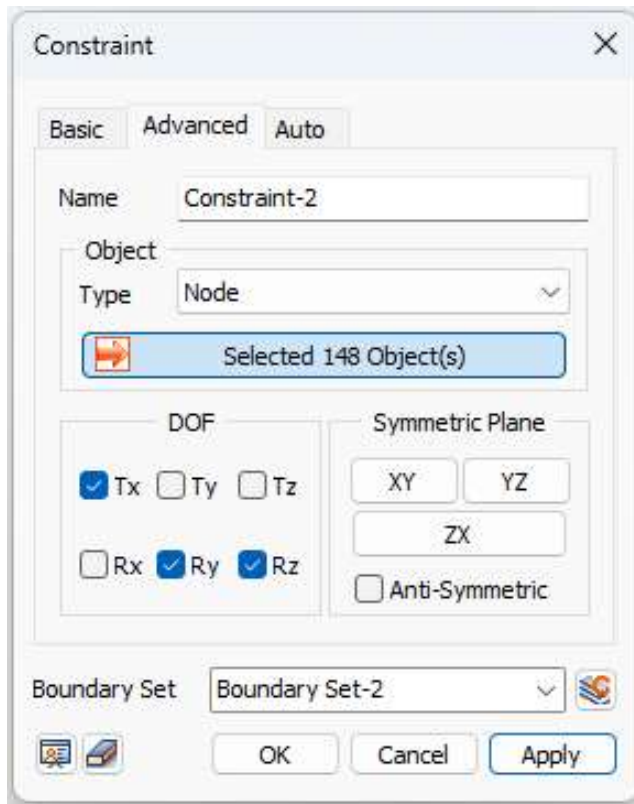 Constraint
Basic Advanced Auto
Name Constraint-2
Object
Type Node
Selected 148 Object(s)
DOF Symmetric Plane
Tx Ty Tz XY YZ
ZX
Rx Ry Rz Anti-Symmetric
Boundary Set Boundary Set-2
OK Cancel Apply